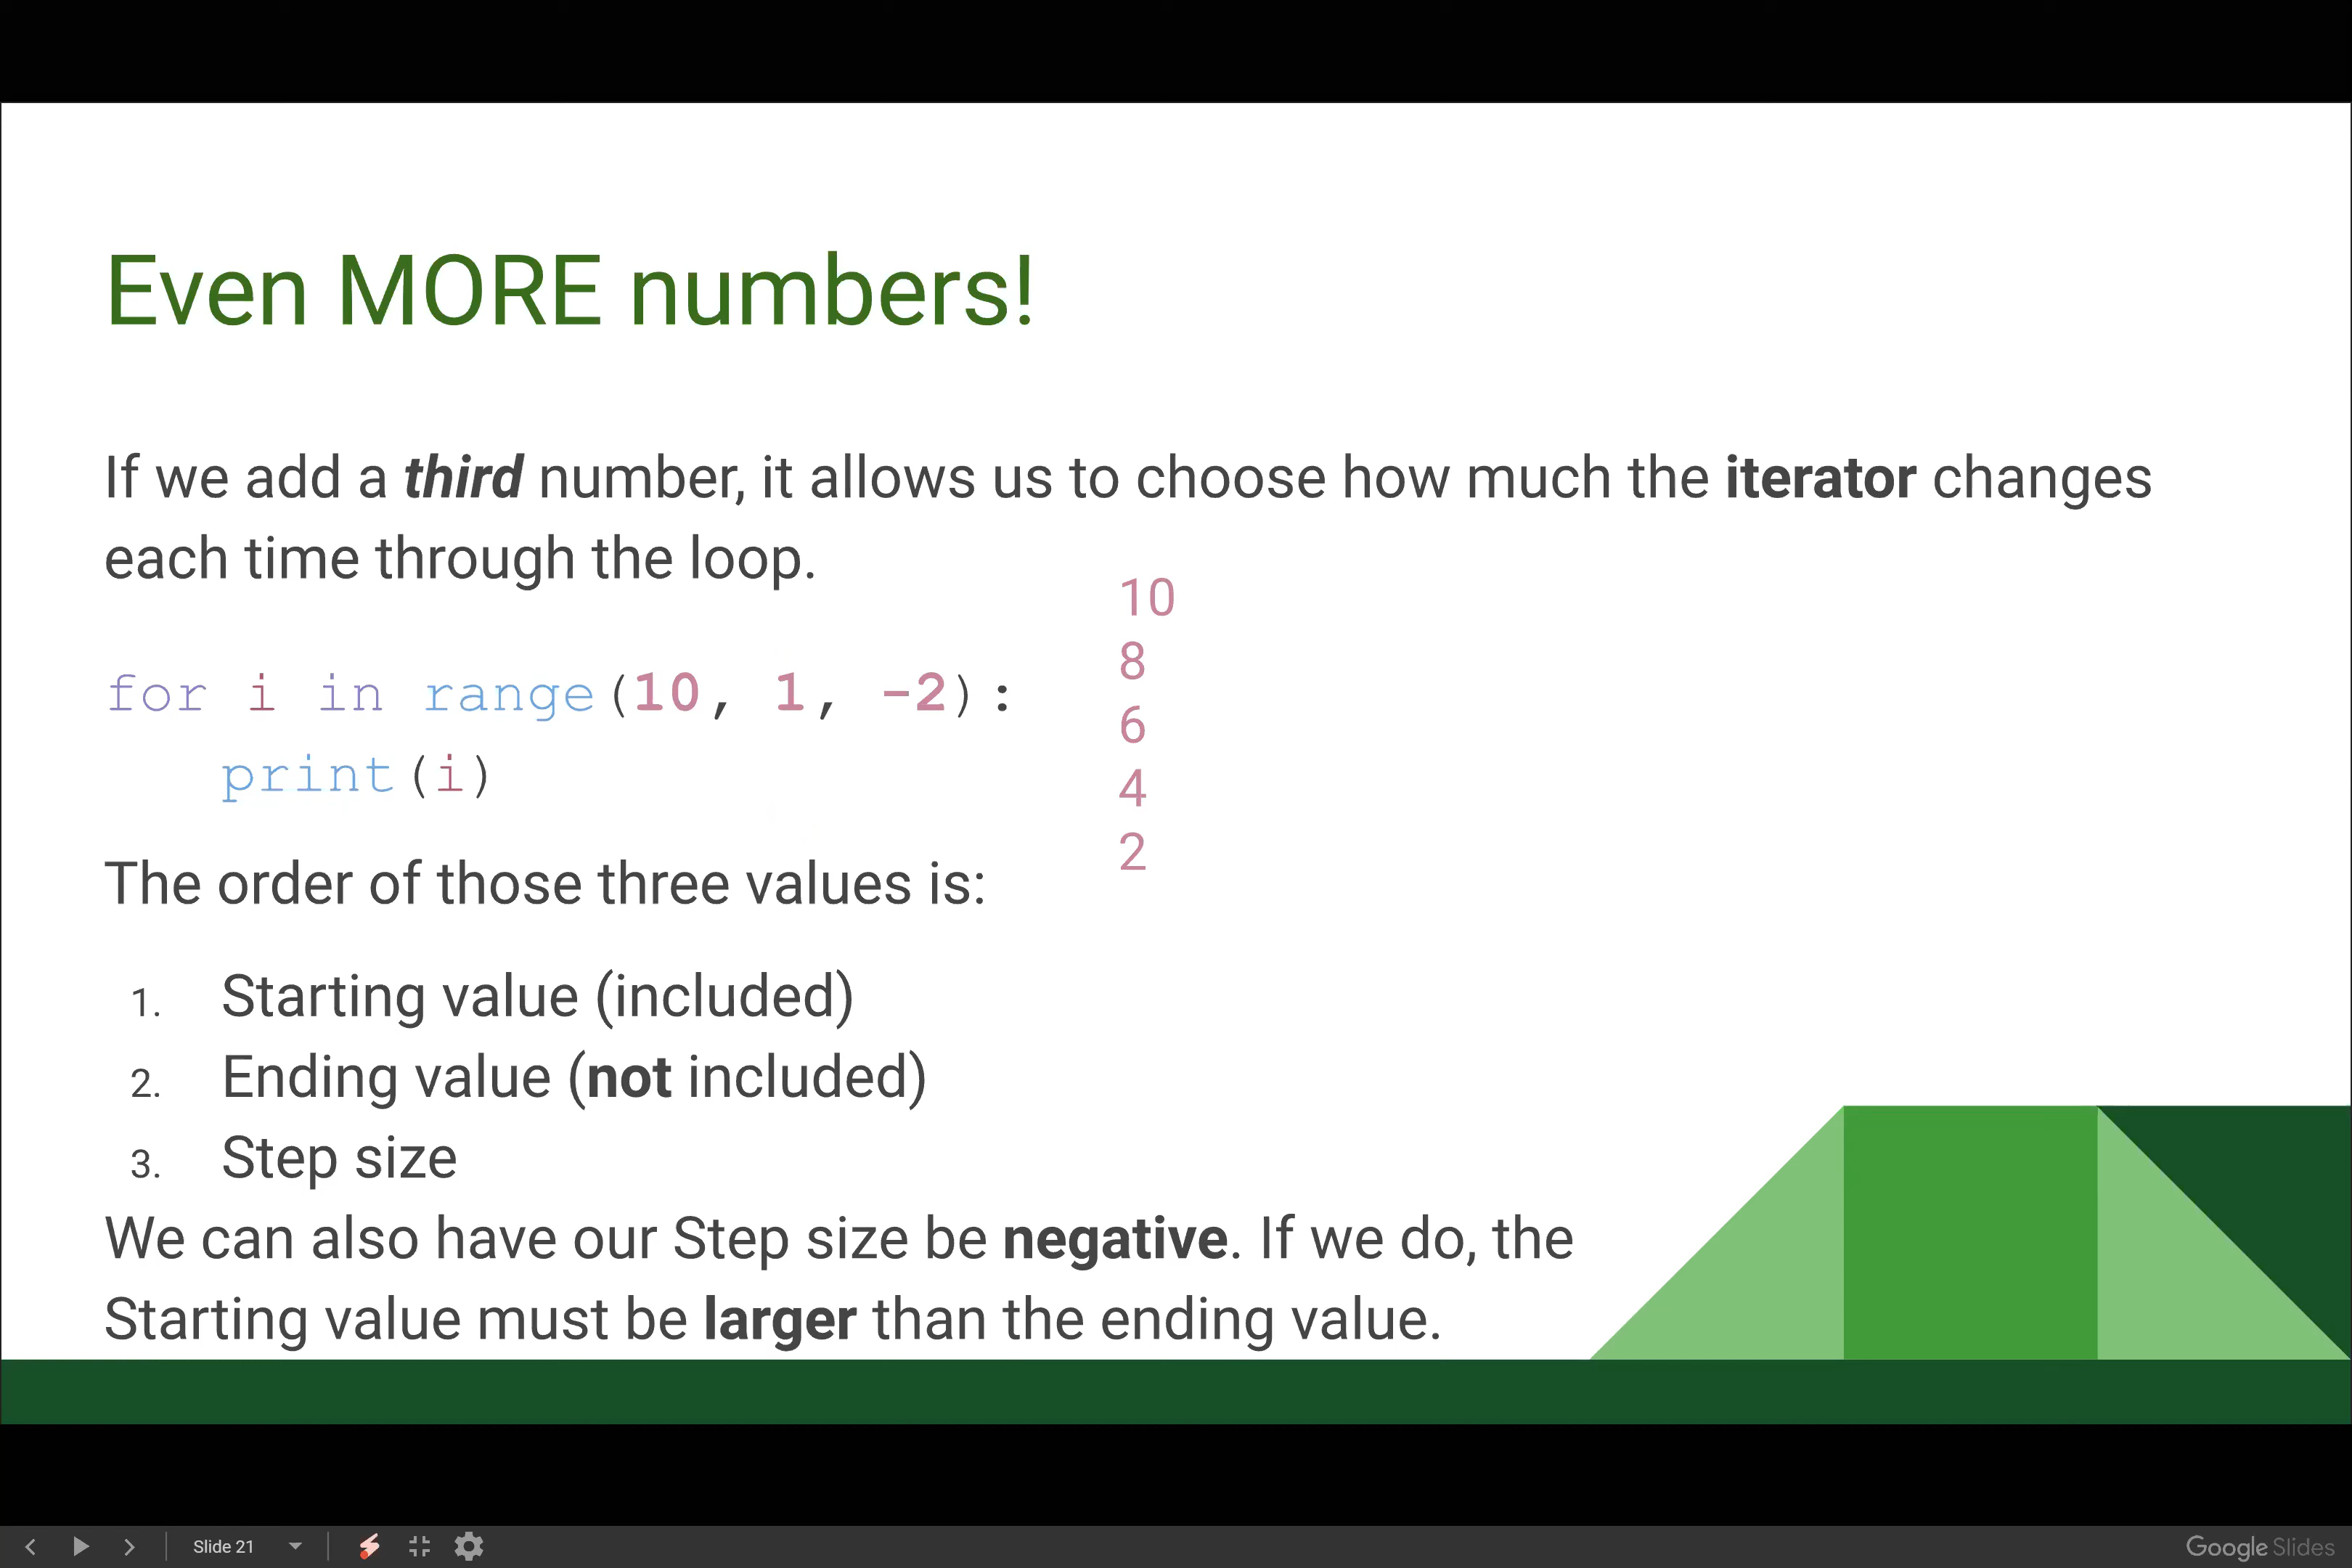 Even MORE numbers!
If we add a third number, it allows us to choose how much the iterator changes
each time through the loop.
for i in range(10, 1, -2):
    print(i)
10
8
6
4
2
The order of those three values is:
1. Starting value (included)
2. Ending value (not included)
3. Step size
We can also have our Step size be negative. If we do, the
Starting value must be larger than the ending value.
Slide 21
Google Slides